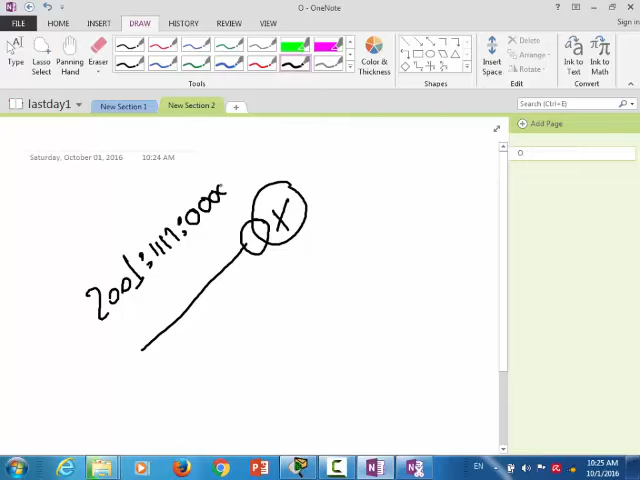 O - OneNote
Sign in
FILE HOME INSERT DRAW HISTORY REVIEW VIEW
Type
Lasso Select
Panning Hand
Eraser
Color & Thickness
Insert Space
Delete
Arrange
Rotate
Ink to Text
Ink to Math
Tools Shapes Edit Convert
lastday1 New Section 1 New Section 2 +
Search (Ctrl+E)
Add Page
O
Saturday, October 01, 2016 10:24 AM
2001:1111:000
X
EN
10:25 AM
10/1/2016